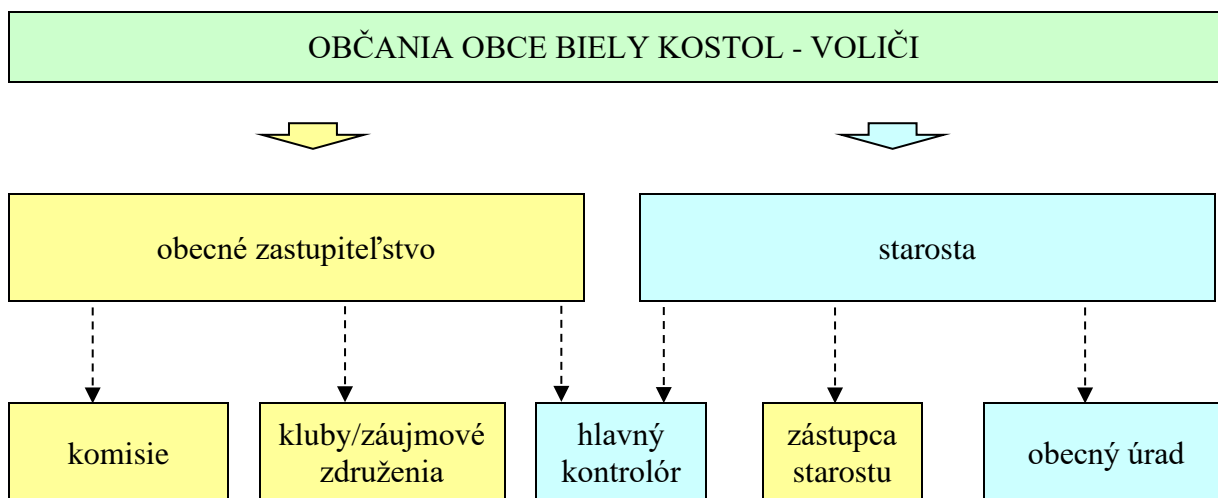 OBČANIA OBCE BIELY KOSTOL - VOLIČI
obecné zastupiteľstvo
starosta
komisie
kluby/záujmové
združenia
hlavný
kontrolór
zástupca
starostu
obecný úrad